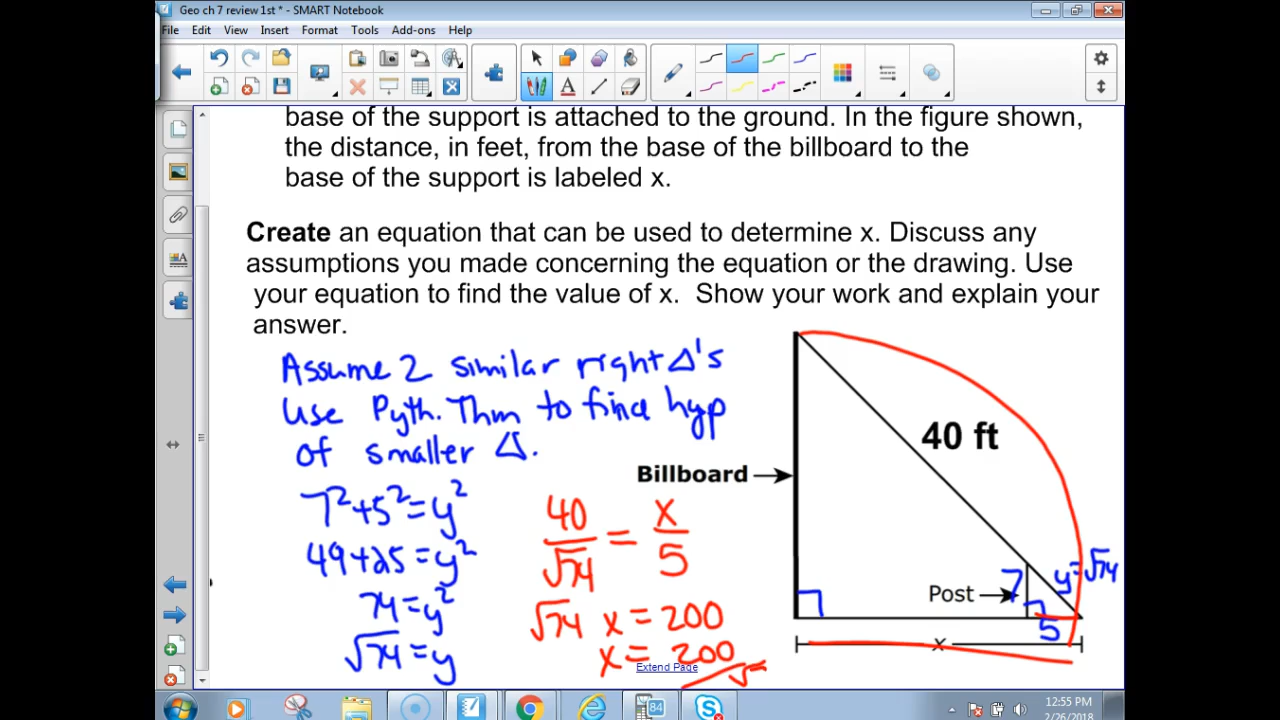 Geo ch 7 review 1st * - SMART Notebook
File Edit View Insert Format Tools Add-ons Help
base of the support is attached to the ground. In the figure shown,
the distance, in feet, from the base of the billboard to the
base of the support is labeled x.
Create an equation that can be used to determine x. Discuss any
assumptions you made concerning the equation or the drawing. Use
your equation to find the value of x. Show your work and explain your
answer.
Assume 2 similar right Δ's
Use Pyth. Thm to find hyp
of smaller Δ.
7²+5²=y²
49+25=y²
74=y²
√74=y
40/√74 = x/5
√74 x = 200
x = 200
Extend Page
40 ft
Billboard
Post
7
y=√74
5
x
84
12:55 PM
2/26/2018